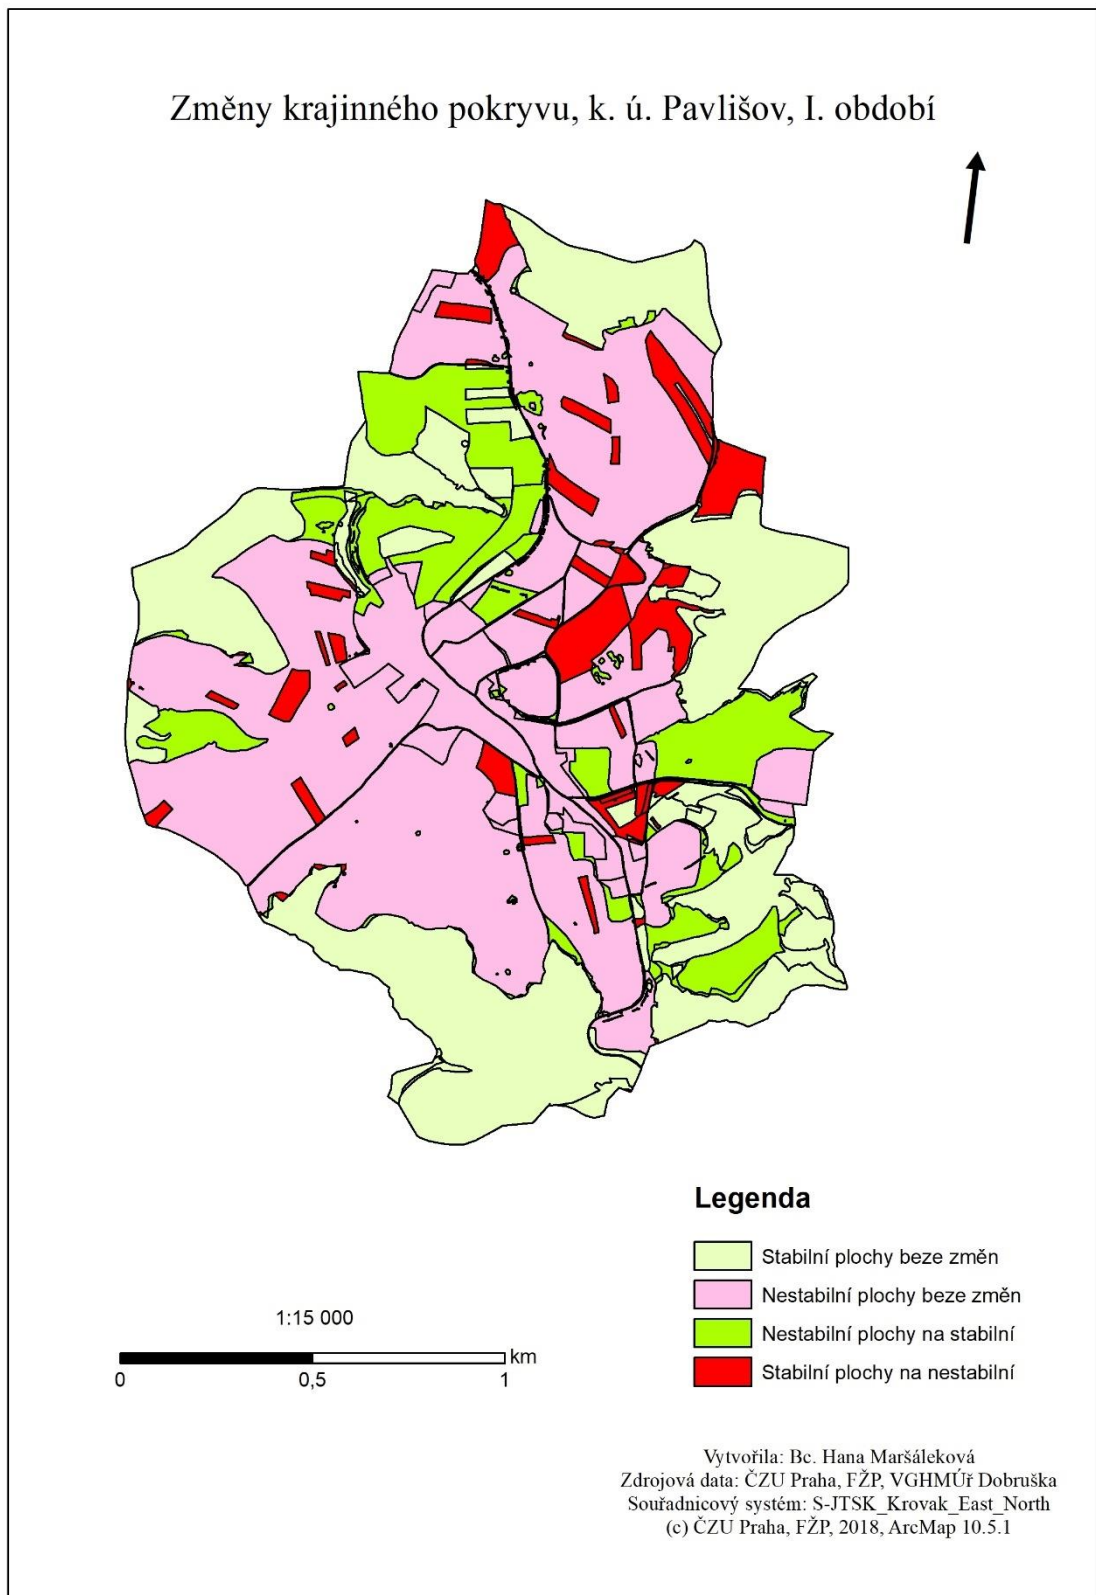 Změny krajinného pokryvu, k. ú. Pavlišov, I. období
Legenda
Stabilní plochy beze změn
Nestabilní plochy beze změn
Nestabilní plochy na stabilní
Stabilní plochy na nestabilní
1:15 000
km
0 0,5 1
Vytvořila: Bc. Hana Maršáleková
Zdrojová data: ČZU Praha, FŽP, VGHMÚř Dobruška
Souřadnicový systém: S-JTSK_Krovak_East_North
(c) ČZU Praha, FŽP, 2018, ArcMap 10.5.1